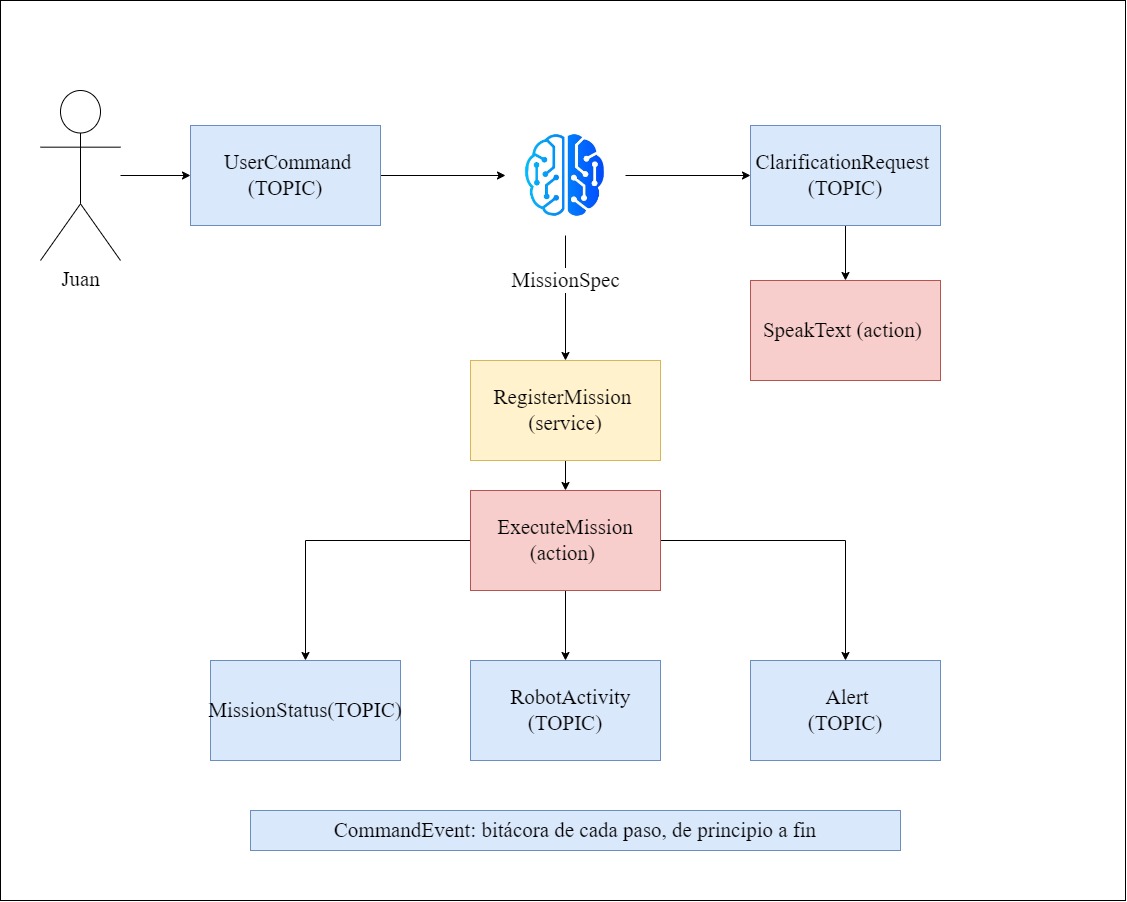 UserCommand
(TOPIC)
ClarificationRequest
(TOPIC)
Juan
MissionSpec
SpeakText (action)
RegisterMission
(service)
ExecuteMission
(action)
MissionStatus(TOPIC)
RobotActivity
(TOPIC)
Alert
(TOPIC)
CommandEvent: bitácora de cada paso, de principio a fin